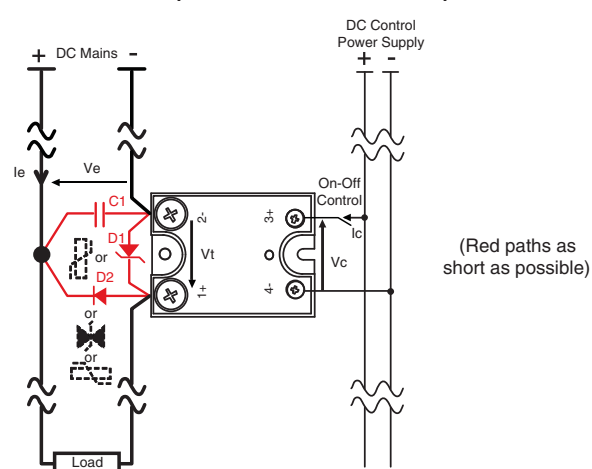 DC Control
Power Supply
+ DC Mains -
+ -
Ie
Ve
C1
On-Off
Control
2-
3+
Ic
D1
or
Vt
Vc
(Red paths as
short as possible)
D2
1+
4-
or
or
Load